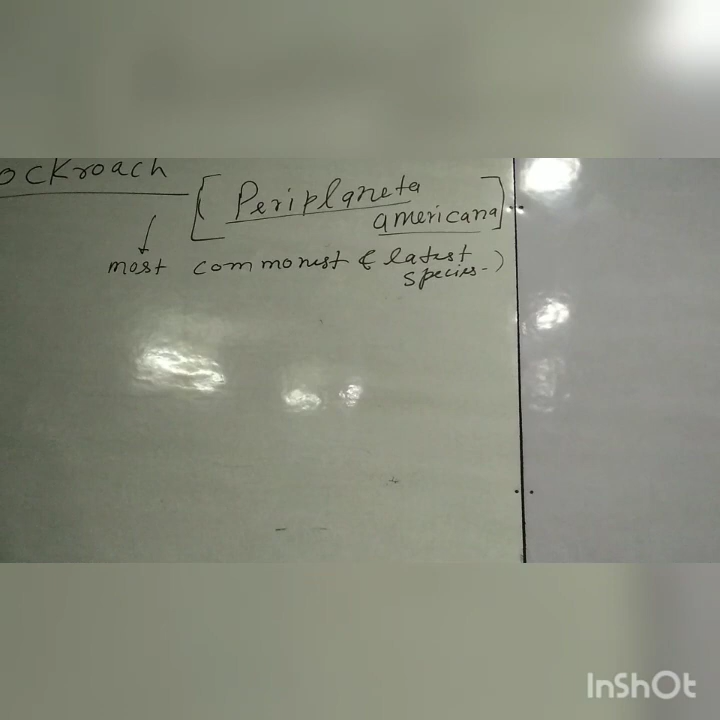 ockroach [Periplaneta
americana]
↓
most commonest & latest
species.)
InShOt